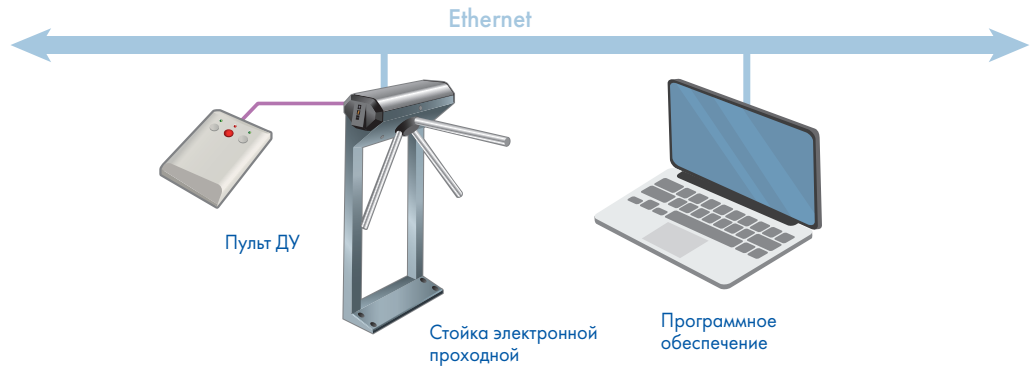 Ethernet
Пульт ДУ
Стойка электронной
проходной
Программное
обеспечение